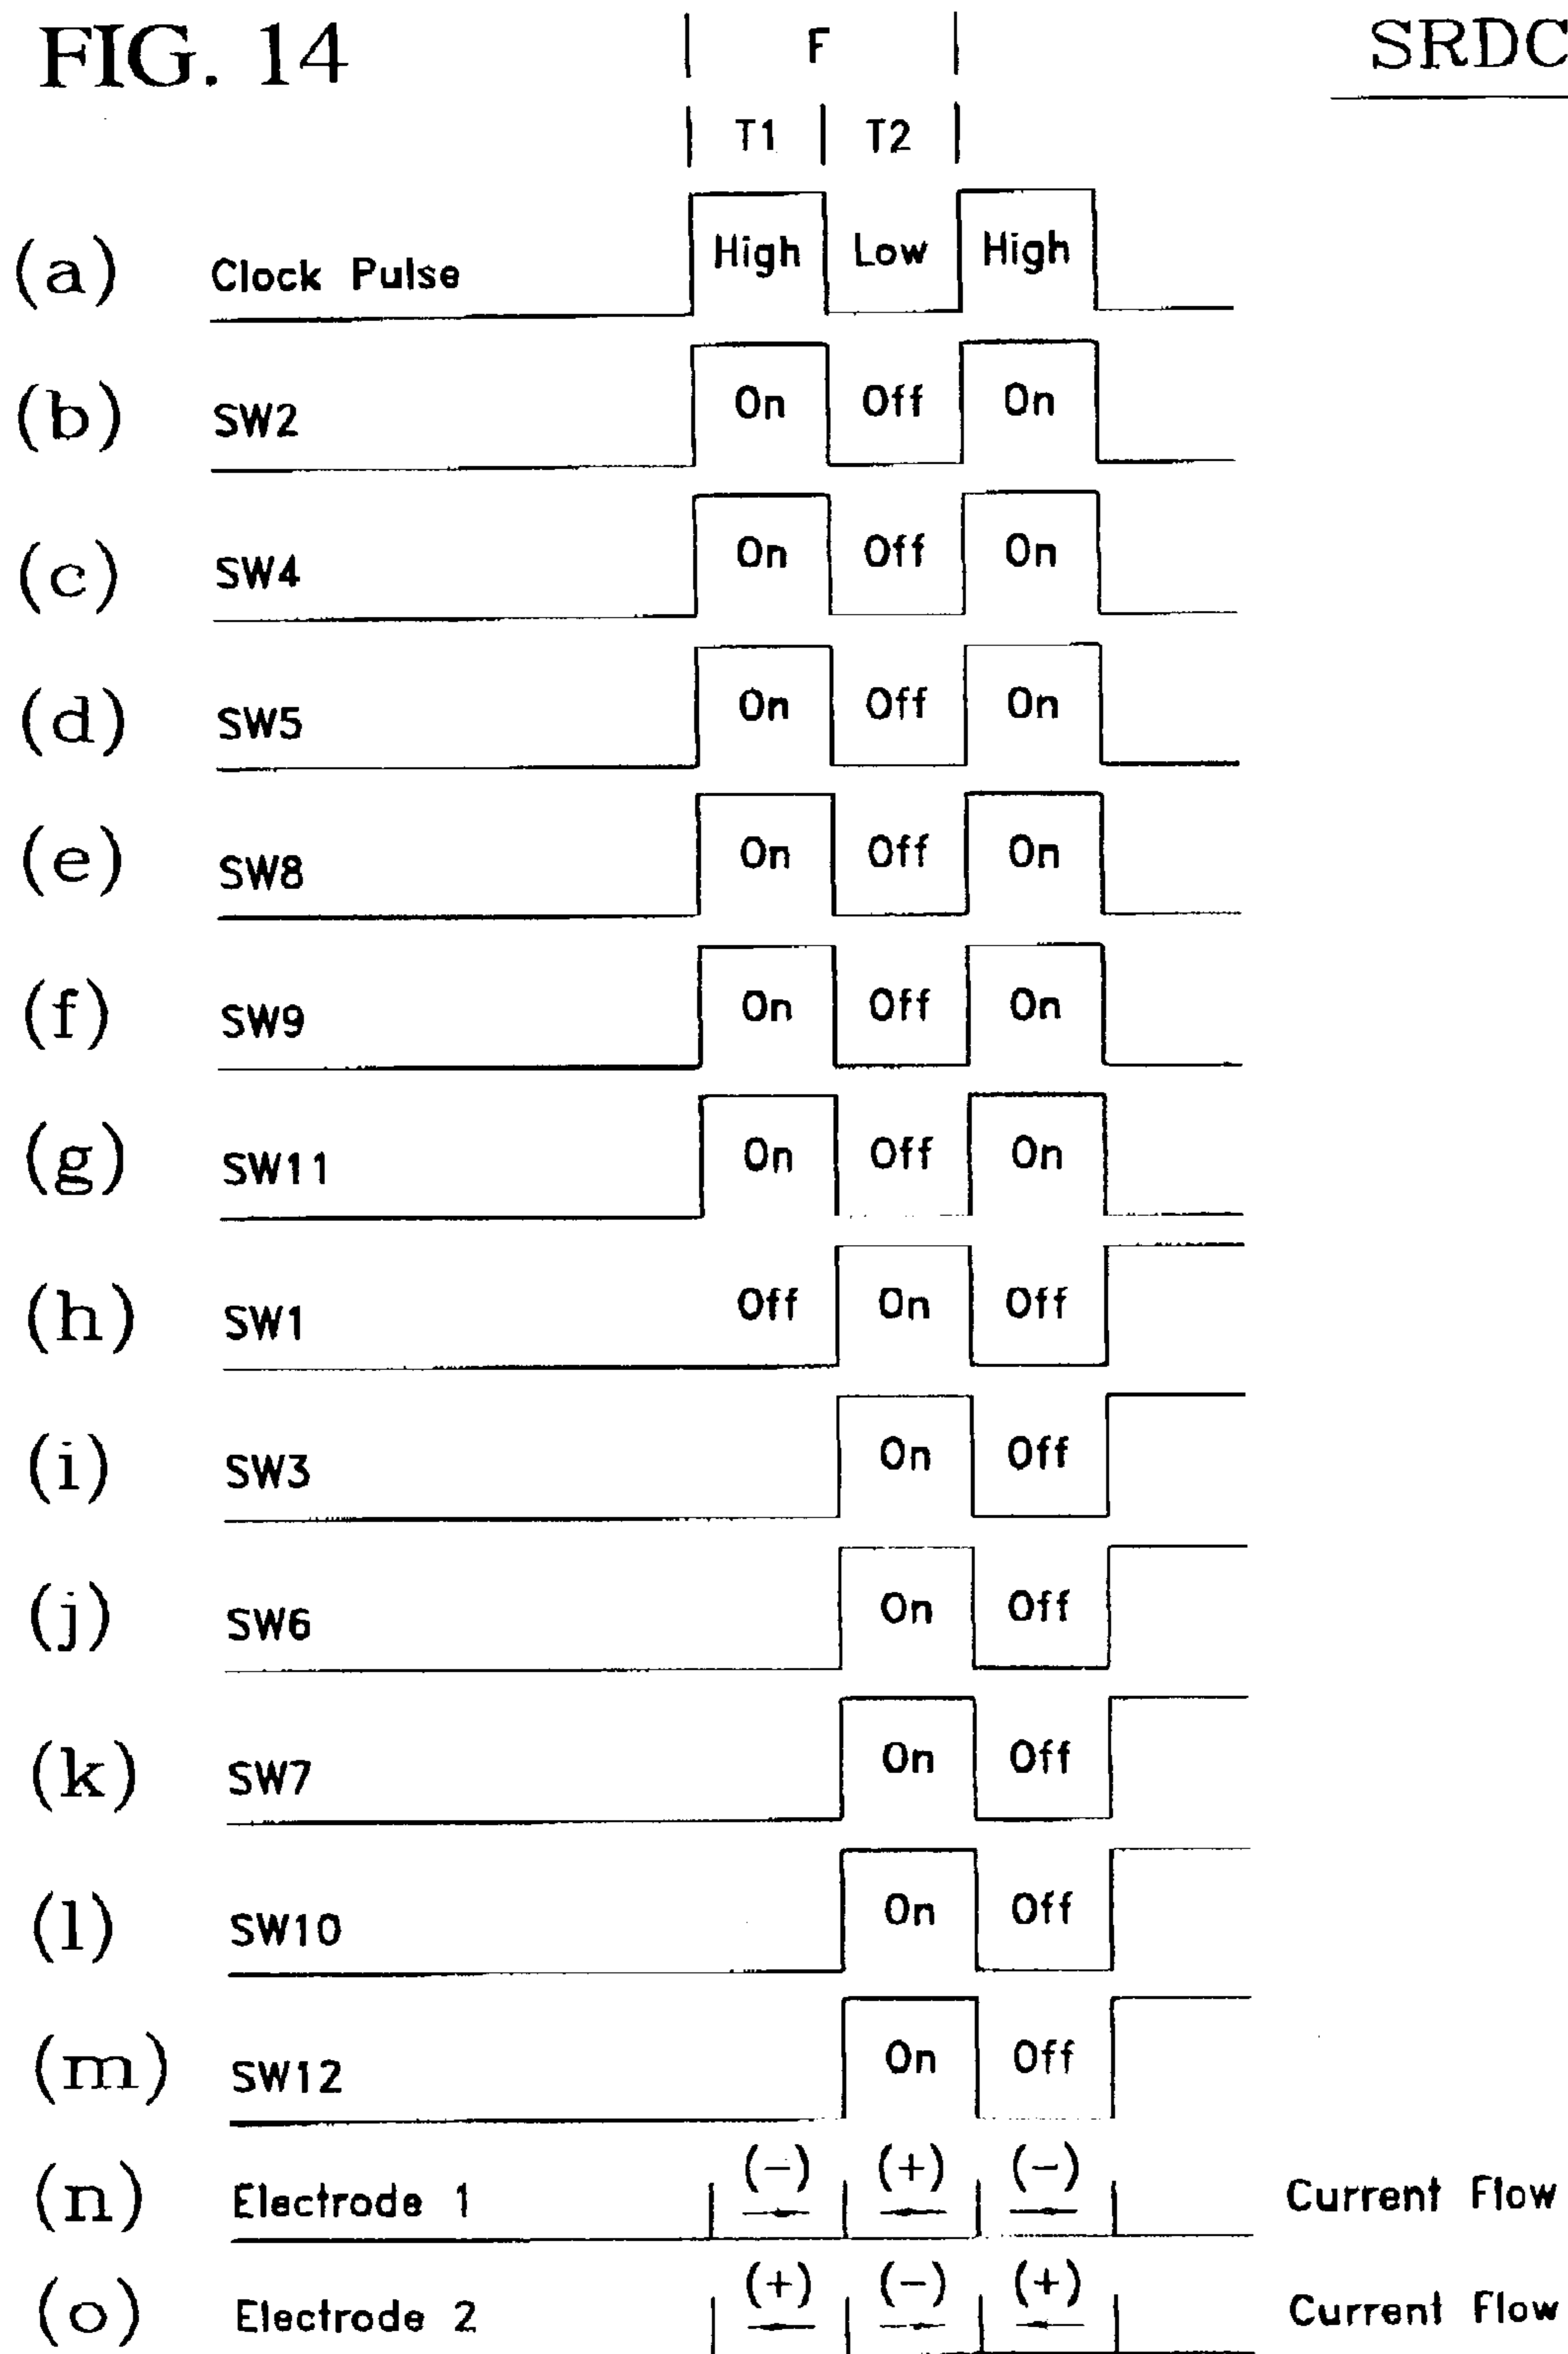 FIG. 14
F
SRDC
T1 T2
(a) Clock Pulse High Low High
(b) SW2 On Off On
(c) SW4 On Off On
(d) SW5 On Off On
(e) SW8 On Off On
(f) SW9 On Off On
(g) SW11 On Off On
(h) SW1 Off On Off
(i) SW3 On Off
(j) SW6 On Off
(k) SW7 On Off
(l) SW10 On Off
(m) SW12 On Off
(n) Electrode 1 (-) (+) (-) Current Flow
(o) Electrode 2 (+) (-) (+) Current Flow